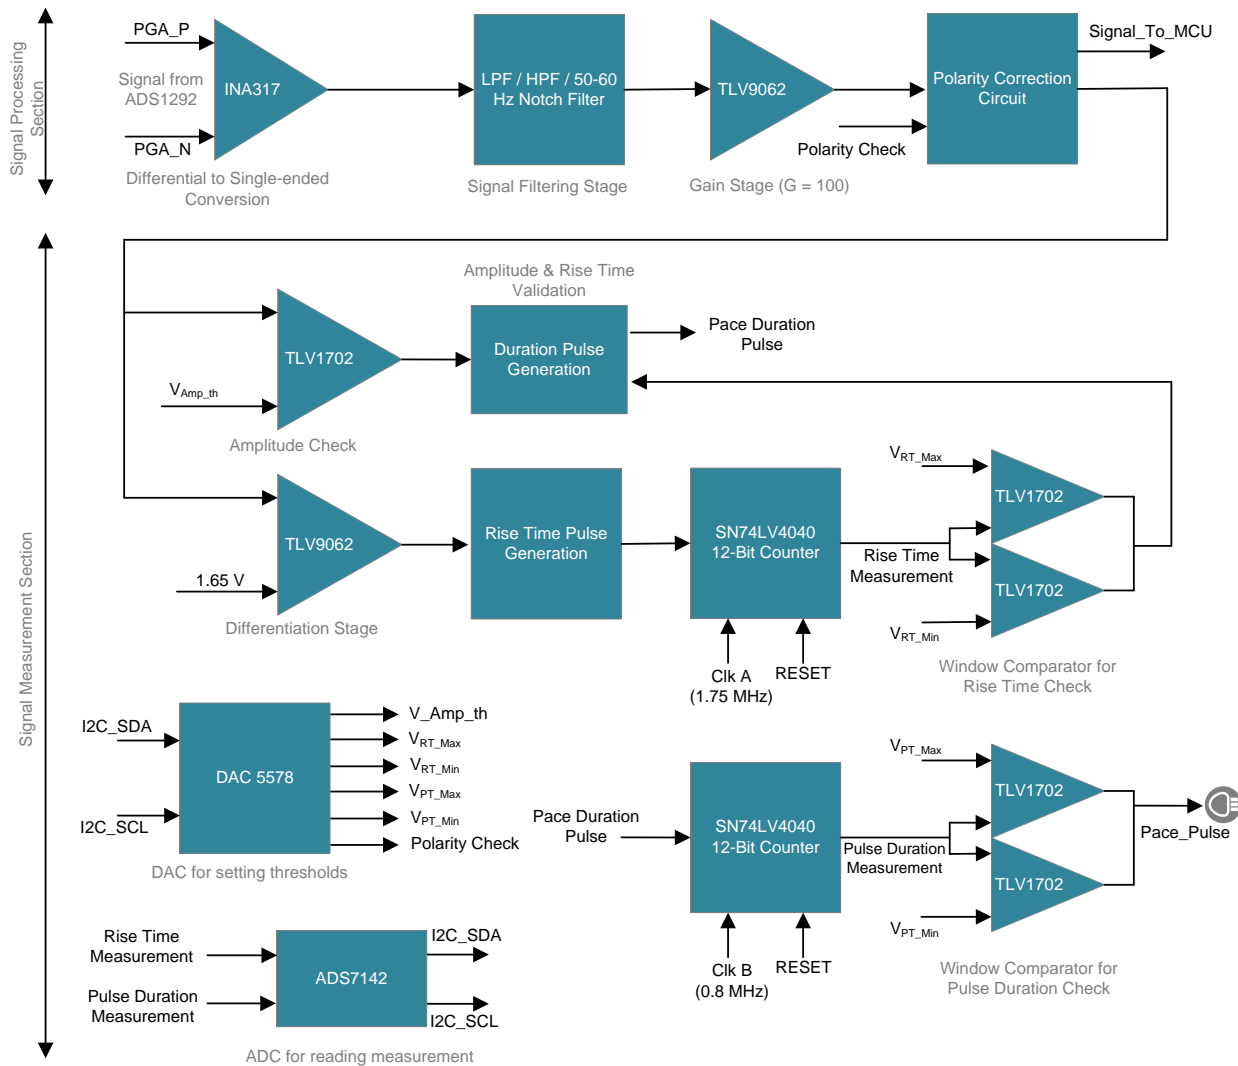 Signal Processing
Section
PGA_P
Signal from
ADS1292
PGA_N
INA317
Differential to Single-ended
Conversion
LPF / HPF / 50-60
Hz Notch Filter
Signal Filtering Stage
TLV9062
Gain Stage (G = 100)
Polarity Check
Polarity Correction
Circuit
Signal_To_MCU
Signal Measurement Section
Amplitude & Rise Time
Validation
TLV1702
V_Amp_th
Amplitude Check
Duration Pulse
Generation
Pace Duration
Pulse
TLV9062
1.65 V
Differentiation Stage
Rise Time Pulse
Generation
SN74LV4040
12-Bit Counter
Clk A
(1.75 MHz)
RESET
Rise Time
Measurement
V_RT_Max
TLV1702
TLV1702
V_RT_Min
Window Comparator for
Rise Time Check
I2C_SDA
I2C_SCL
DAC 5578
V_Amp_th
V_RT_Max
V_RT_Min
V_PT_Max
V_PT_Min
Polarity Check
DAC for setting thresholds
Pace Duration
Pulse
SN74LV4040
12-Bit Counter
Clk B
(0.8 MHz)
RESET
Pulse Duration
Measurement
V_PT_Max
TLV1702
TLV1702
V_PT_Min
Pace_Pulse
Window Comparator for
Pulse Duration Check
Rise Time
Measurement
Pulse Duration
Measurement
ADS7142
I2C_SDA
I2C_SCL
ADC for reading measurement